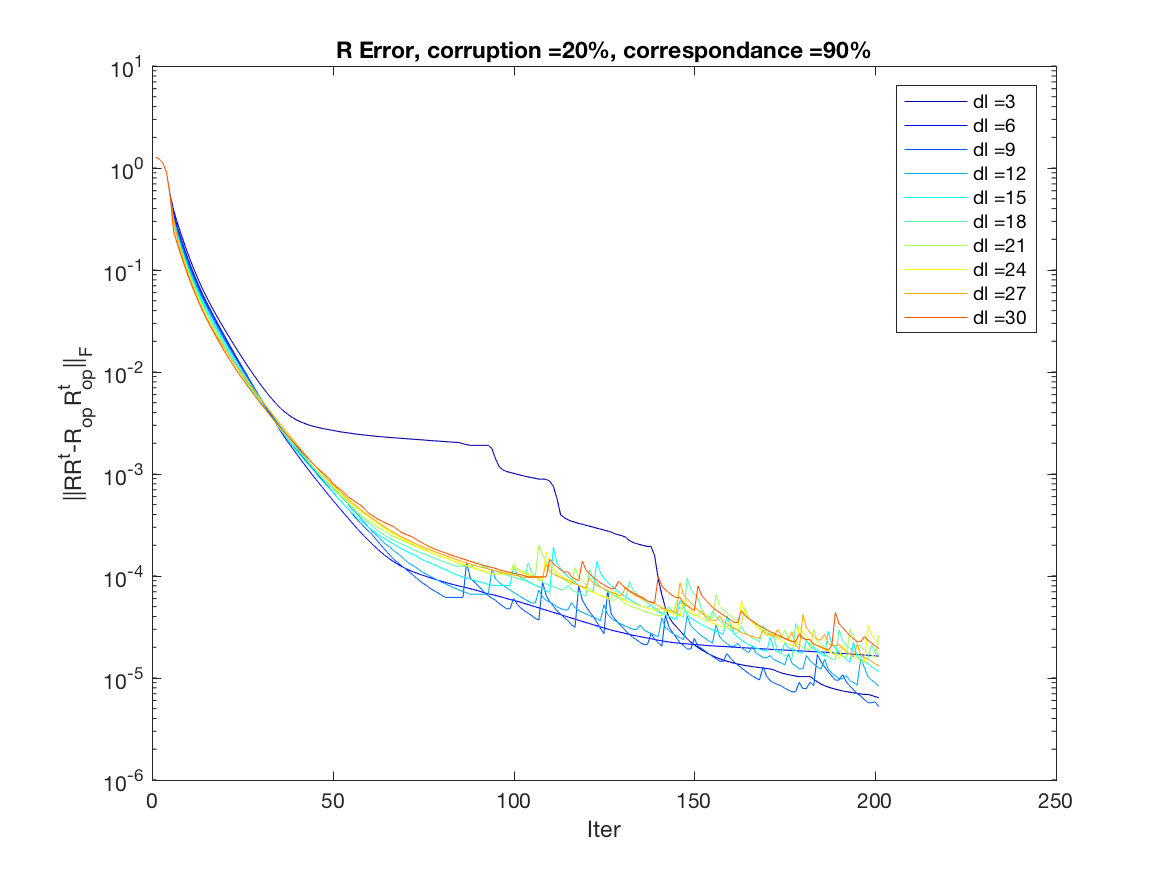 R Error, corruption =20%, correspondance =90%
10^1
10^0
10^-1
10^-2
10^-3
10^-4
10^-5
10^-6
||RR^t-R_op R^t_op||_F
0 50 100 150 200 250
Iter
dl =3
dl =6
dl =9
dl =12
dl =15
dl =18
dl =21
dl =24
dl =27
dl =30